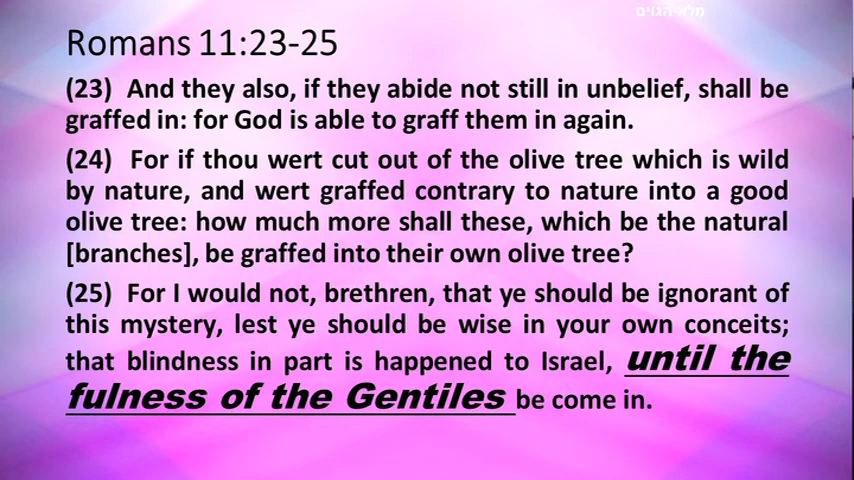 מלא-הגוים
Romans 11:23-25
(23) And they also, if they abide not still in unbelief, shall be
graffed in: for God is able to graff them in again.
(24) For if thou wert cut out of the olive tree which is wild
by nature, and wert graffed contrary to nature into a good
olive tree: how much more shall these, which be the natural
[branches], be graffed into their own olive tree?
(25) For I would not, brethren, that ye should be ignorant of
this mystery, lest ye should be wise in your own conceits;
that blindness in part is happened to Israel, until the
fulness of the Gentiles be come in.